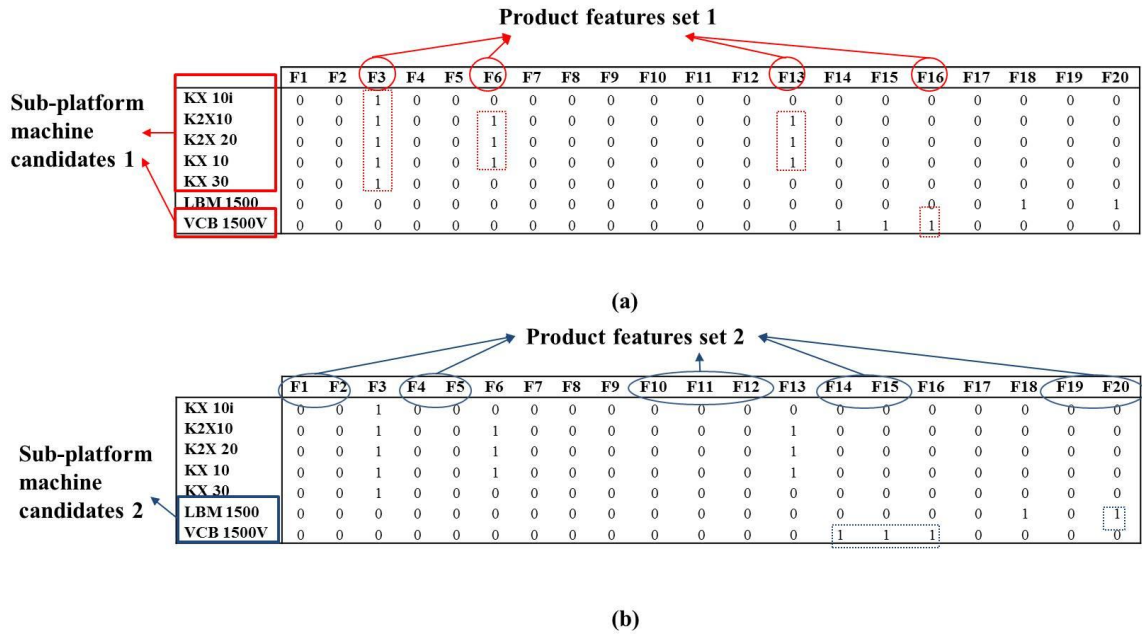 Product features set 1
F1 F2 F3 F4 F5 F6 F7 F8 F9 F10 F11 F12 F13 F14 F15 F16 F17 F18 F19 F20
Sub-platform
machine
candidates 1
KX 10i 0 0 1 0 0 0 0 0 0 0 0 0 0 0 0 0 0 0 0 0
K2X10 0 0 1 0 0 1 0 0 0 0 0 0 1 0 0 0 0 0 0 0
K2X 20 0 0 1 0 0 1 0 0 0 0 0 0 1 0 0 0 0 0 0 0
KX 10 0 0 1 0 0 1 0 0 0 0 0 0 1 0 0 0 0 0 0 0
KX 30 0 0 1 0 0 0 0 0 0 0 0 0 0 0 0 0 0 0 0 0
LBM 1500 0 0 0 0 0 0 0 0 0 0 0 0 0 0 0 0 0 1 0 1
VCB 1500V 0 0 0 0 0 0 0 0 0 0 0 0 0 1 1 1 0 0 0 0
(a)
Product features set 2
F1 F2 F3 F4 F5 F6 F7 F8 F9 F10 F11 F12 F13 F14 F15 F16 F17 F18 F19 F20
KX 10i 0 0 1 0 0 0 0 0 0 0 0 0 0 0 0 0 0 0 0 0
K2X10 0 0 1 0 0 1 0 0 0 0 0 0 1 0 0 0 0 0 0 0
K2X 20 0 0 1 0 0 1 0 0 0 0 0 0 1 0 0 0 0 0 0 0
KX 10 0 0 1 0 0 1 0 0 0 0 0 0 1 0 0 0 0 0 0 0
KX 30 0 0 1 0 0 0 0 0 0 0 0 0 0 0 0 0 0 0 0 0
Sub-platform
machine
candidates 2
LBM 1500 0 0 0 0 0 0 0 0 0 0 0 0 0 0 0 0 0 1 0 1
VCB 1500V 0 0 0 0 0 0 0 0 0 0 0 0 0 1 1 1 0 0 0 0
(b)